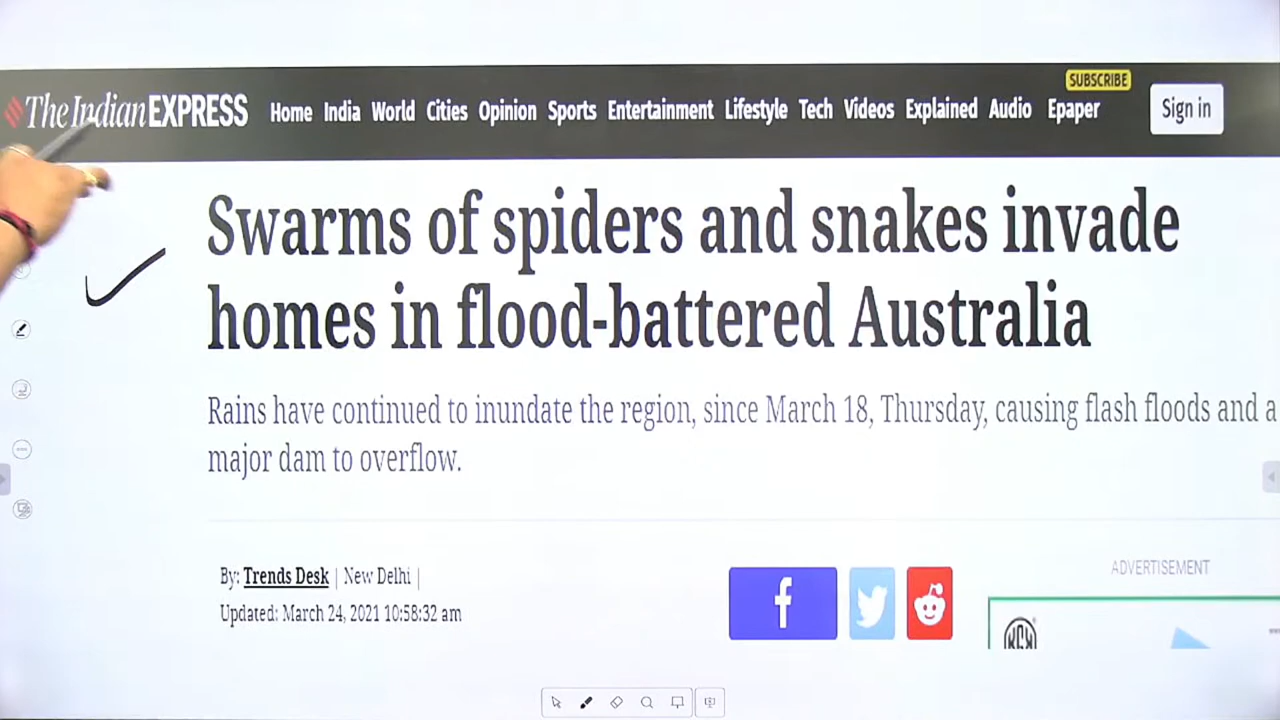 The Indian EXPRESS Home India World Cities Opinion Sports Entertainment Lifestyle Tech Videos Explained Audio Epaper SUBSCRIBE Sign in
Swarms of spiders and snakes invade
homes in flood-battered Australia
Rains have continued to inundate the region, since March 18, Thursday, causing flash floods and a
major dam to overflow.
By: Trends Desk | New Delhi |
Updated: March 24, 2021 10:58:32 am
ADVERTISEMENT